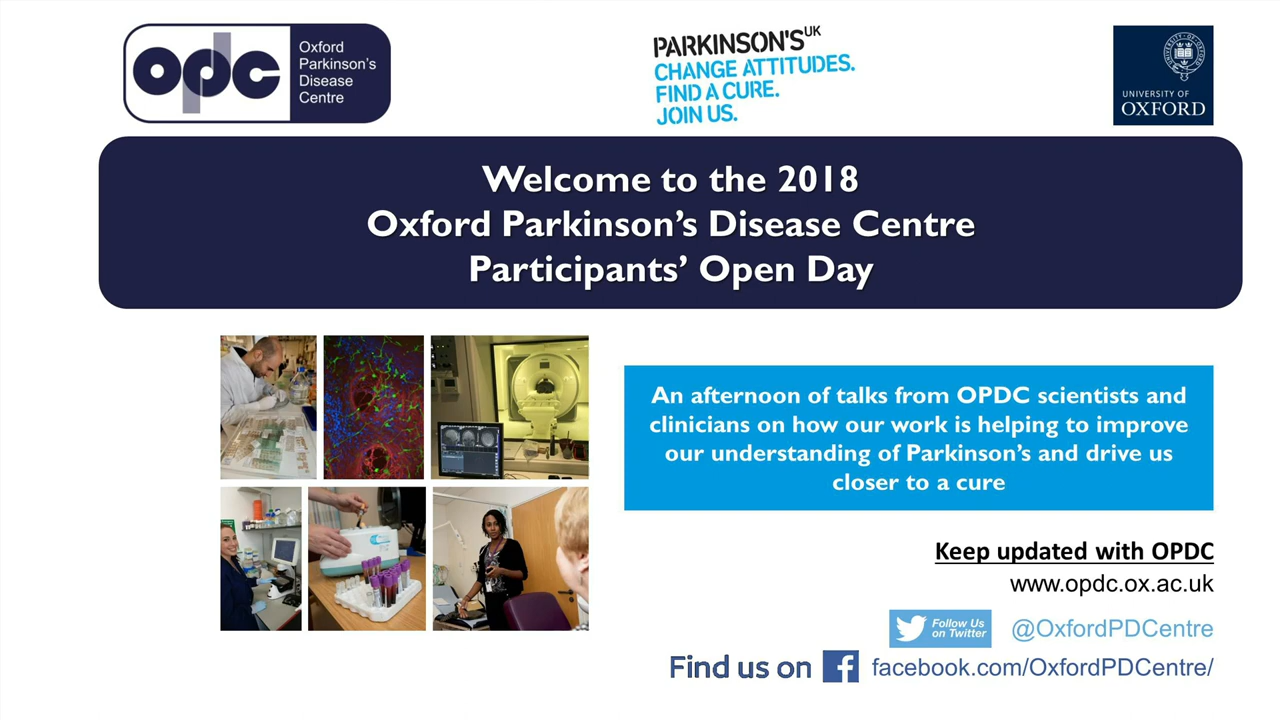 opdc
Oxford
Parkinson's
Disease
Centre
PARKINSON'S UK
CHANGE ATTITUDES.
FIND A CURE.
JOIN US.
UNIVERSITY OF
OXFORD
Welcome to the 2018
Oxford Parkinson's Disease Centre
Participants' Open Day
An afternoon of talks from OPDC scientists and
clinicians on how our work is helping to improve
our understanding of Parkinson's and drive us
closer to a cure
Keep updated with OPDC
www.opdc.ox.ac.uk
Follow Us
on Twitter
@OxfordPDCentre
Find us on
facebook.com/OxfordPDCentre/